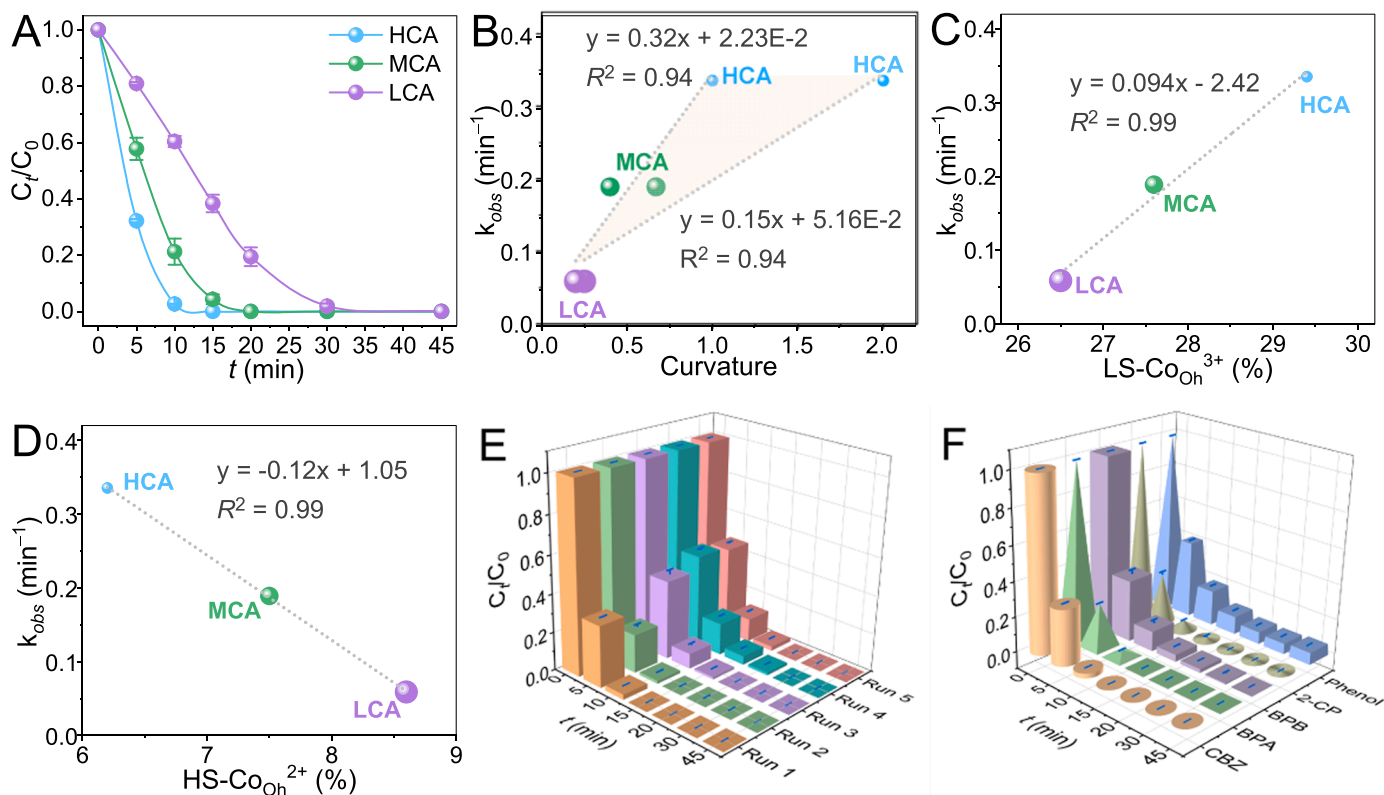 A
HCA
MCA
LCA
1.0
0.8
0.6
0.4
0.2
0.0
Ct/C0
0 5 10 15 20 30 45
t (min)
B
y = 0.32x + 2.23E-2
R² = 0.94
HCA
HCA
MCA
y = 0.15x + 5.16E-2
R² = 0.94
LCA
0.4
0.3
0.2
0.1
0.0
kobs (min⁻¹)
0.0 0.5 1.0 1.5 2.0
Curvature
C
y = 0.094x - 2.42
R² = 0.99
HCA
MCA
LCA
0.4
0.3
0.2
0.1
0.0
kobs (min⁻¹)
26 27 28 29 30
LS-CoOh³⁺ (%)
D
HCA
y = -0.12x + 1.05
R² = 0.99
MCA
LCA
0.4
0.3
0.2
0.1
0.0
kobs (min⁻¹)
6 7 8 9
HS-CoOh²⁺ (%)
E
1.0
0.8
0.6
0.4
0.2
0.0
Ct/C0
0 5 10 15 20 30 45
t (min)
Run 1
Run 2
Run 3
Run 4
Run 5
F
1.0
0.8
0.6
0.4
0.2
0.0
Ct/C0
0 5 10 15 20 30 45
t (min)
CBZ
BPA
BPB
2-CP
Phenol